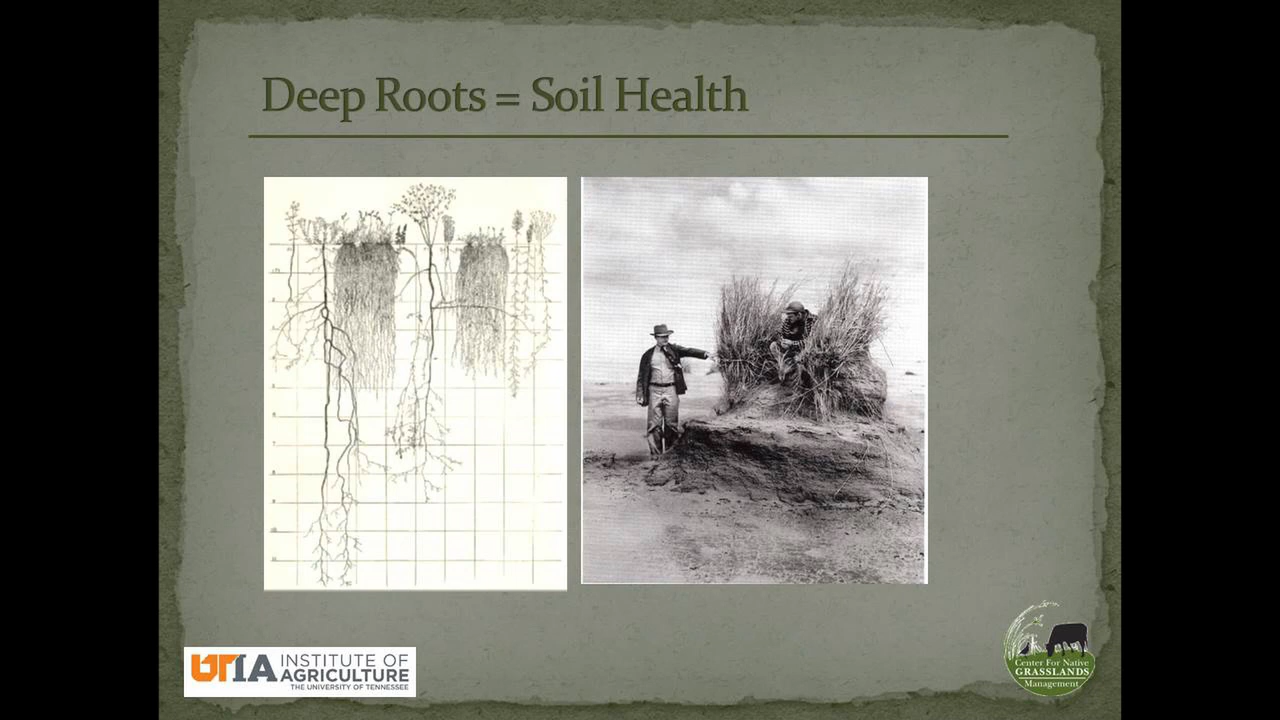 Deep Roots = Soil Health
UTIA INSTITUTE OF
AGRICULTURE
THE UNIVERSITY OF TENNESSEE
Center For Native
GRASSLANDS
Management